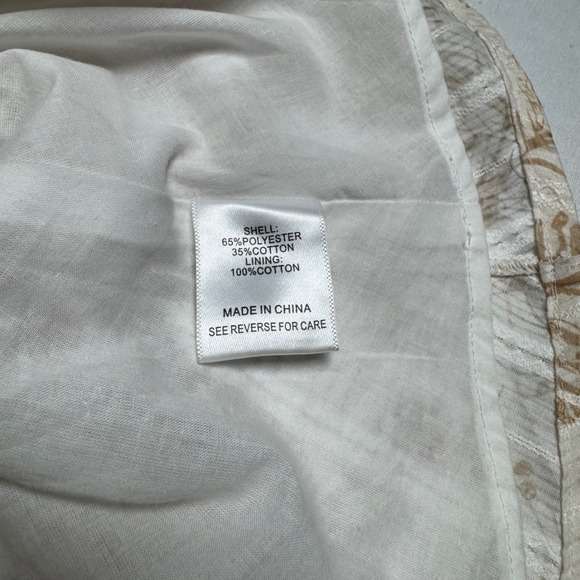 SHELL:
65%POLYESTER
35%COTTON
LINING:
100%COTTON
MADE IN CHINA
SEE REVERSE FOR CARE